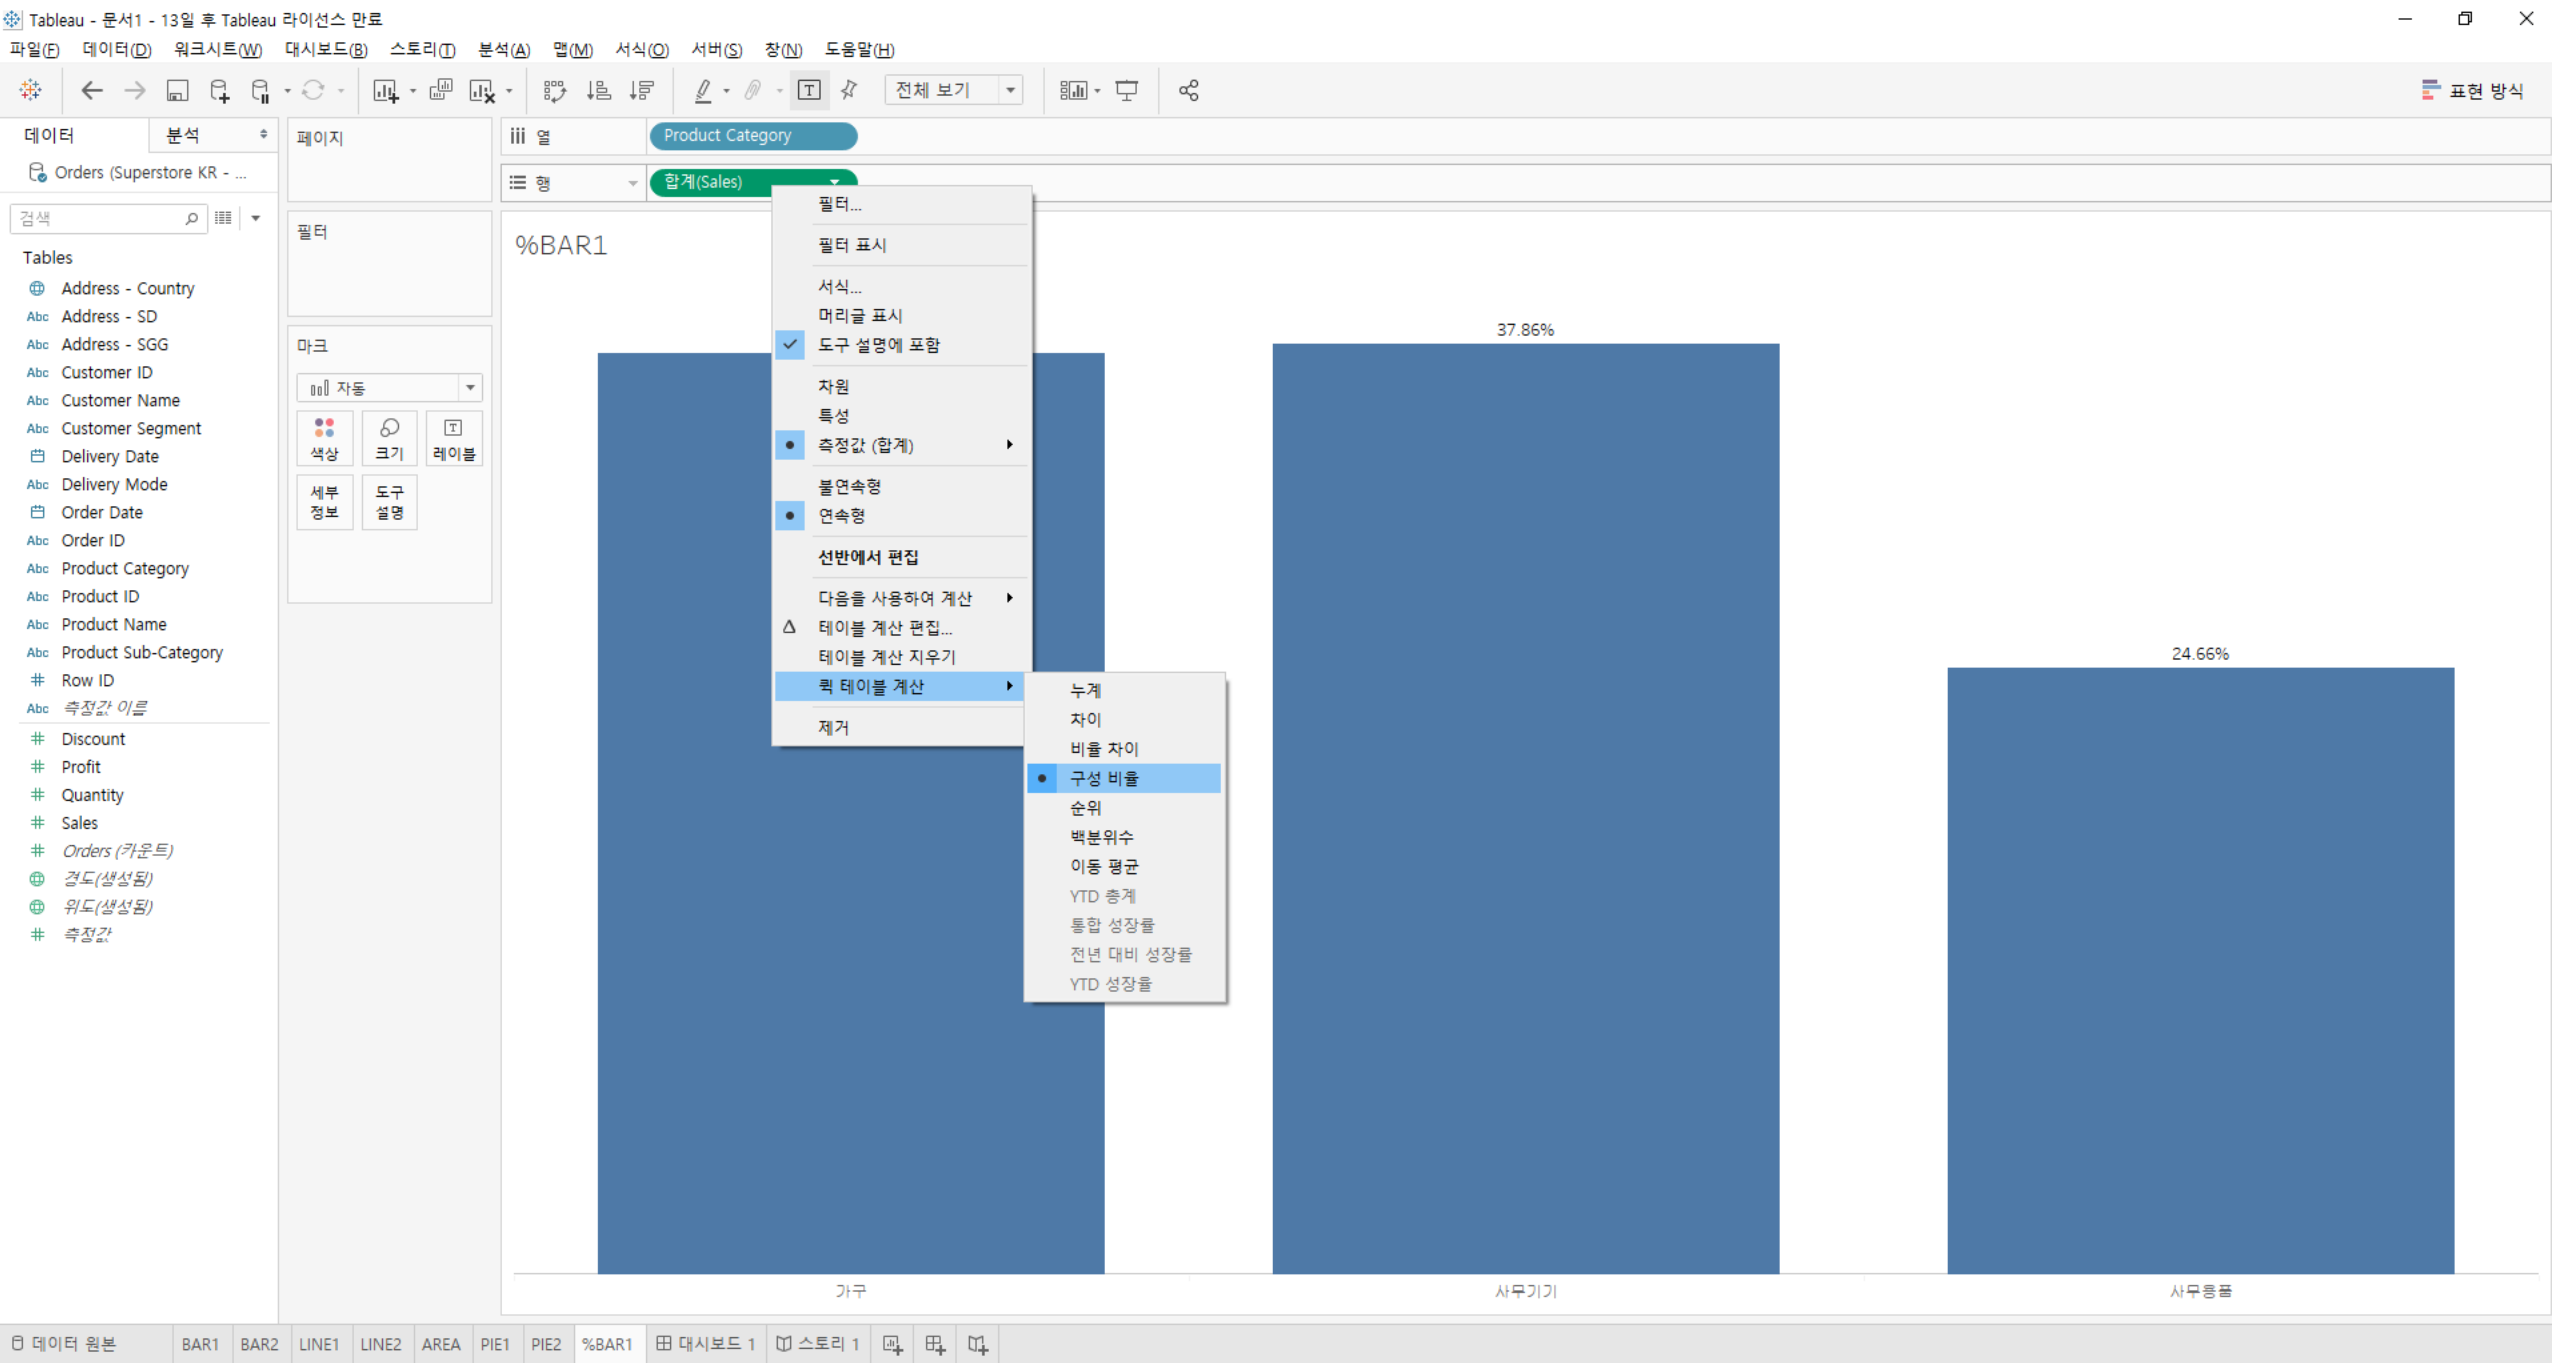 Tableau - 문서1 - 13일 후 Tableau 라이선스 만료
파일(F) 데이터(D) 워크시트(W) 대시보드(B) 스토리(T) 분석(A) 맵(M) 서식(O) 서버(S) 창(N) 도움말(H)
전체 보기
표현 방식
데이터 분석
Orders (Superstore KR - ...
검색
Tables
Address - Country
Abc Address - SD
Abc Address - SGG
Abc Customer ID
Abc Customer Name
Abc Customer Segment
Delivery Date
Abc Delivery Mode
Order Date
Abc Order ID
Abc Product Category
Abc Product ID
Abc Product Name
Abc Product Sub-Category
# Row ID
Abc 측정값 이름
# Discount
# Profit
# Quantity
# Sales
# Orders (카운트)
경도(생성됨)
위도(생성됨)
# 측정값
페이지
필터
마크
자동
색상 크기 레이블
세부 정보 도구 설명
열 Product Category
행 합계(Sales)
%BAR1
필터...
필터 표시
서식...
머리글 표시
도구 설명에 포함
차원
특성
측정값 (합계)
불연속형
연속형
선반에서 편집
다음을 사용하여 계산
테이블 계산 편집...
테이블 계산 지우기
퀵 테이블 계산
제거
누계
차이
비율 차이
구성 비율
순위
백분위수
이동 평균
YTD 총계
통합 성장률
전년 대비 성장률
YTD 성장율
37.86%
24.66%
가구 사무기기 사무용품
데이터 원본 BAR1 BAR2 LINE1 LINE2 AREA PIE1 PIE2 %BAR1 대시보드 1 스토리 1